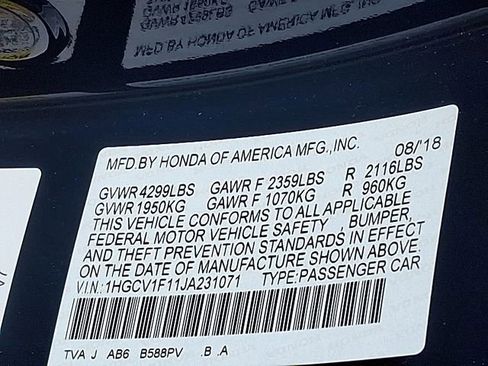 MFD.BY HONDA OF AMERICA MFG.,INC. 08/'18
GVWR 4299LBS GAWR F 2359LBS R 2116LBS
GVWR 1950KG GAWR F 1070KG R 960KG
THIS VEHICLE CONFORMS TO ALL APPLICABLE
FEDERAL MOTOR VEHICLE SAFETY , BUMPER,
AND THEFT PREVENTION STANDARDS IN EFFECT
ON THE DATE OF MANUFACTURE SHOWN ABOVE.
V.I.N.: 1HGCV1F11JA231071 TYPE:PASSENGER CAR
TVA J AB6 B588PV .B .A